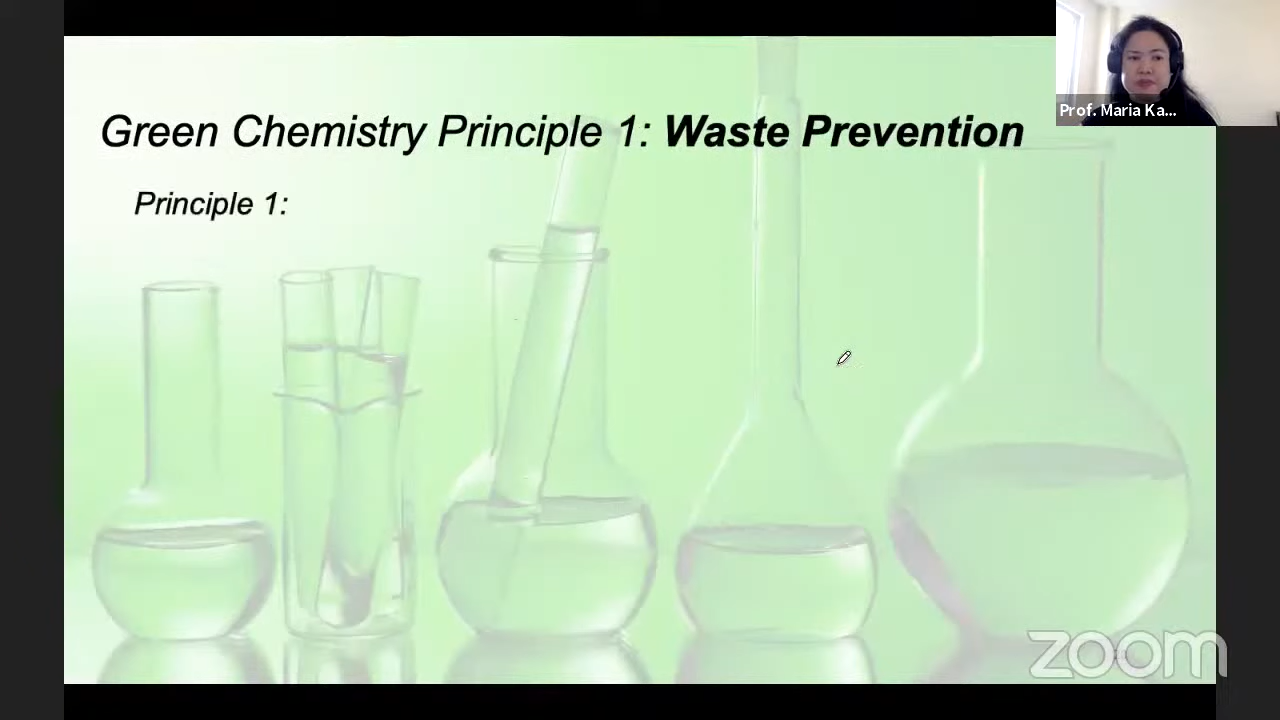 Green Chemistry Principle 1: Waste Prevention
Principle 1:
Prof. Maria Ka...
zoom